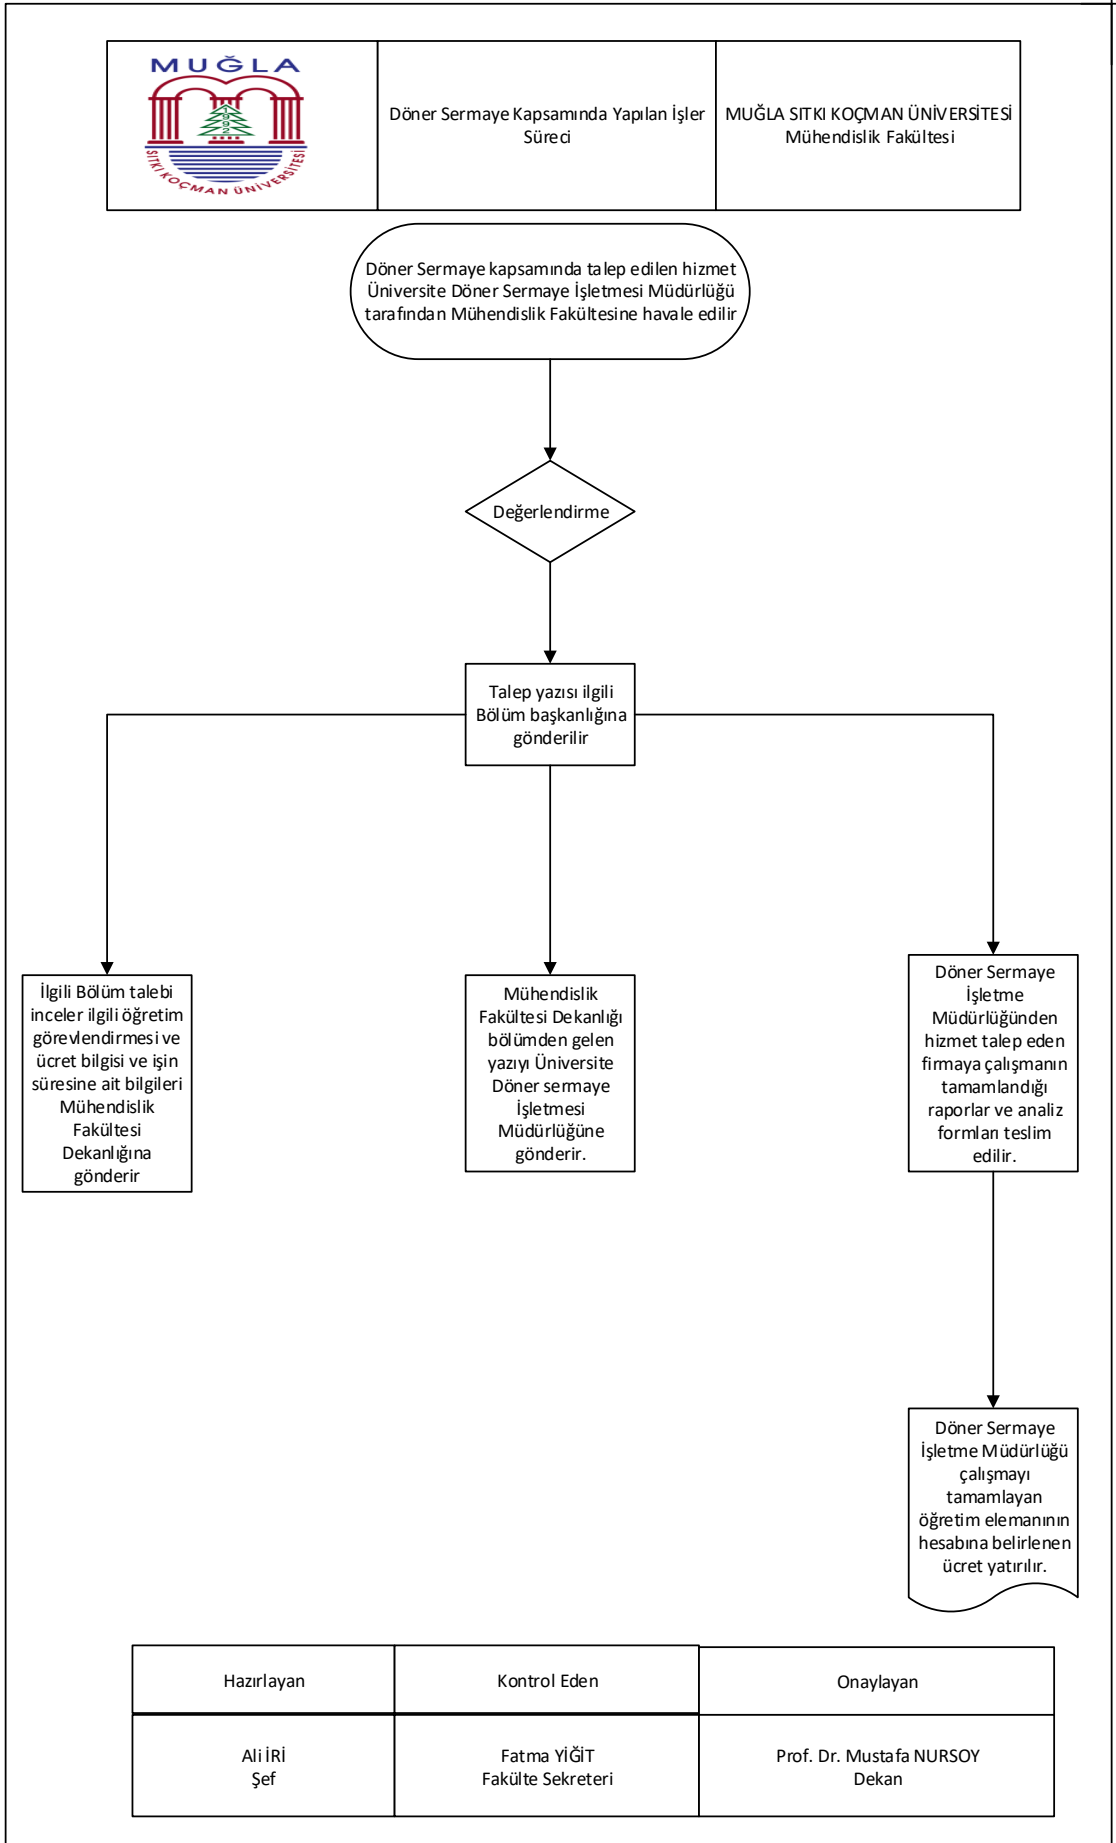 MUĞLA
1992
SITKI KOÇMAN ÜNİVERSİTESİ
Döner Sermaye Kapsamında Yapılan İşler
Süreci
MUĞLA SITKI KOÇMAN ÜNİVERSİTESİ
Mühendislik Fakültesi
Döner Sermaye kapsamında talep edilen hizmet
Üniversite Döner Sermaye İşletmesi Müdürlüğü
tarafından Mühendislik Fakültesine havale edilir
Değerlendirme
Talep yazısı ilgili
Bölüm başkanlığına
gönderilir
İlgili Bölüm talebi
inceler ilgili öğretim
görevlendirmesi ve
ücret bilgisi ve işin
süresine ait bilgileri
Mühendislik
Fakültesi
Dekanlığına
gönderir
Mühendislik
Fakültesi Dekanlığı
bölümden gelen
yazıyı Üniversite
Döner sermaye
İşletmesi
Müdürlüğüne
gönderir.
Döner Sermaye
İşletme
Müdürlüğünden
hizmet talep eden
firmaya çalışmanın
tamamlandığı
raporlar ve analiz
formları teslim
edilir.
Döner Sermaye
İşletme Müdürlüğü
çalışmayı
tamamlayan
öğretim elemanının
hesabına belirlenen
ücret yatırılır.
Hazırlayan
Kontrol Eden
Onaylayan
Ali İRİ
Şef
Fatma YİĞİT
Fakülte Sekreteri
Prof. Dr. Mustafa NURSOY
Dekan